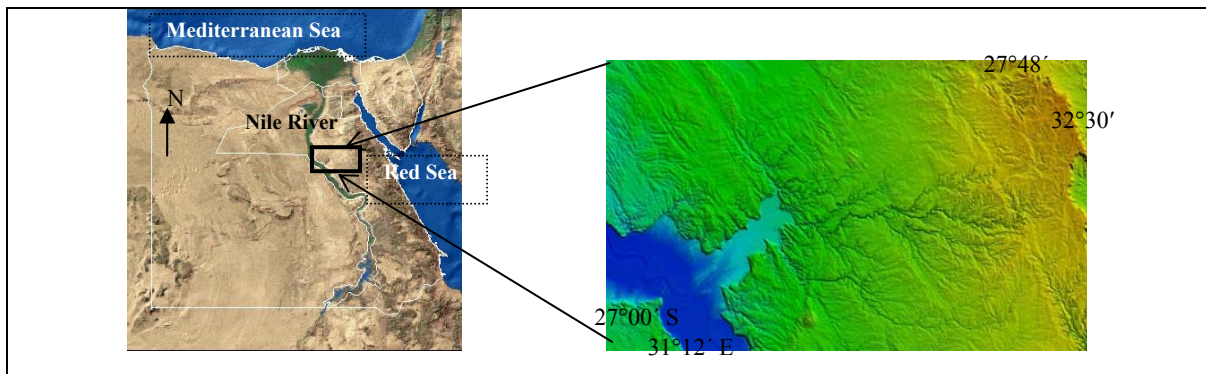 Mediterranean Sea
N
Nile River
Red Sea
27°48´
32°30′
27°00´ S
31°12´ E